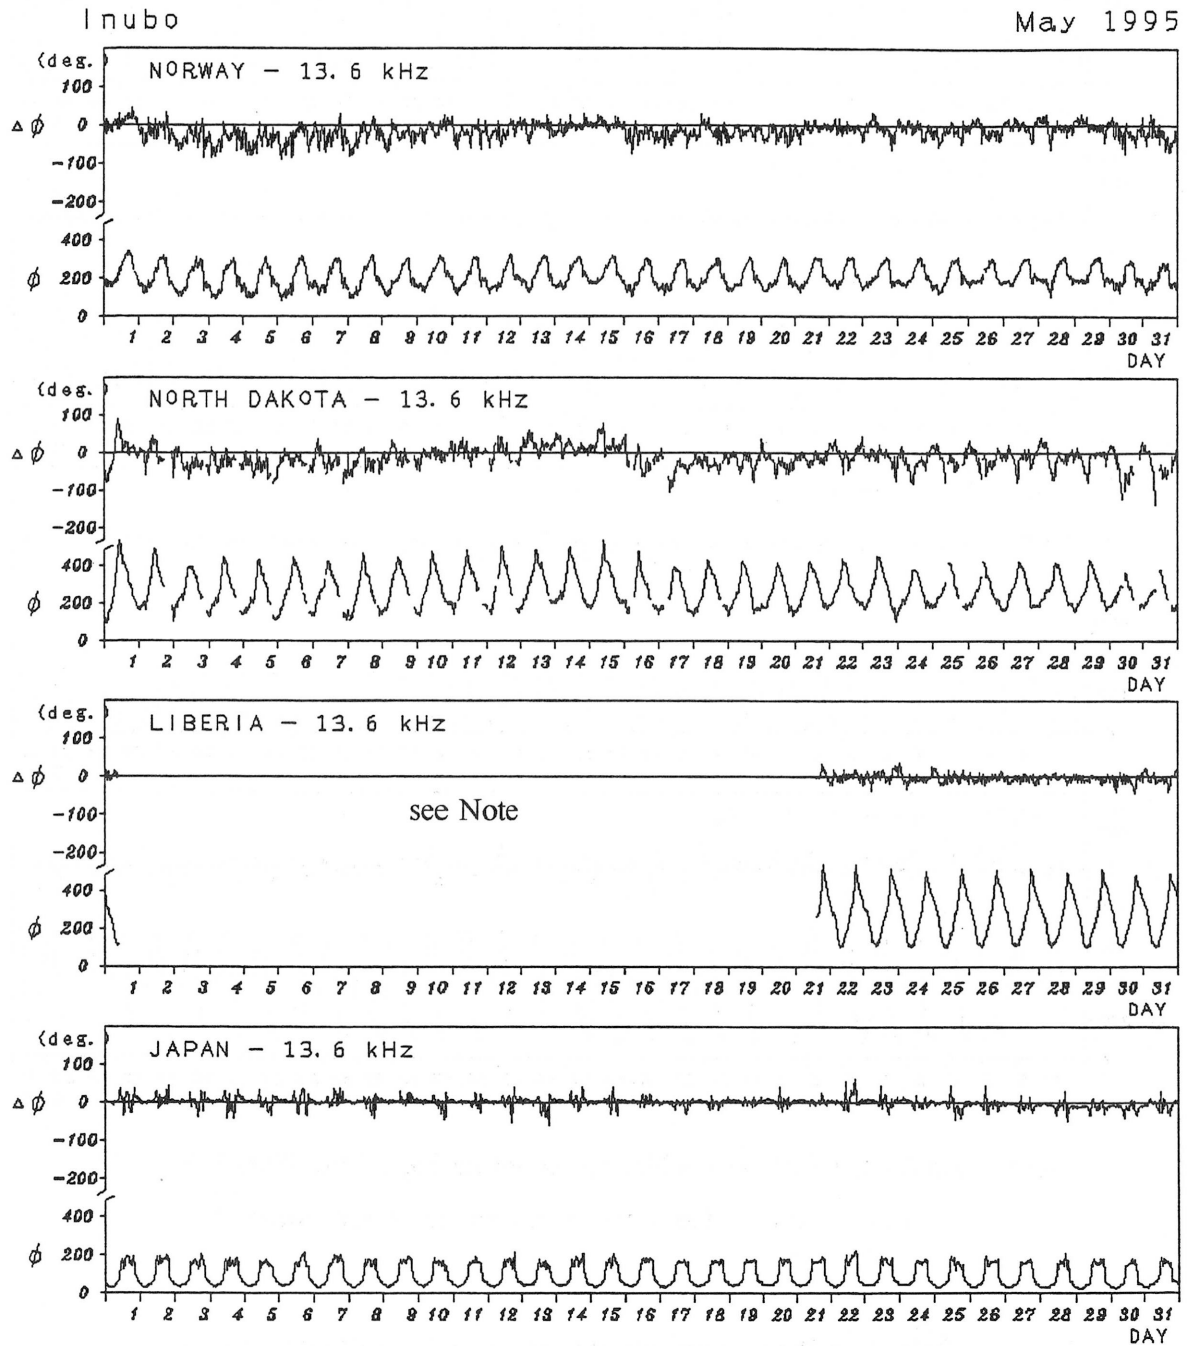 Inubo May 1995
(deg. )
NORWAY — 13.6 kHz
100
Δ ϕ 0
-100
-200
400
ϕ 200
0
1 2 3 4 5 6 7 8 9 10 11 12 13 14 15 16 17 18 19 20 21 22 23 24 25 26 27 28 29 30 31
DAY
(deg. )
NORTH DAKOTA — 13.6 kHz
100
Δ ϕ 0
-100
-200
400
ϕ 200
0
1 2 3 4 5 6 7 8 9 10 11 12 13 14 15 16 17 18 19 20 21 22 23 24 25 26 27 28 29 30 31
DAY
(deg. )
LIBERIA — 13.6 kHz
100
Δ ϕ 0
-100
see Note
-200
400
ϕ 200
0
1 2 3 4 5 6 7 8 9 10 11 12 13 14 15 16 17 18 19 20 21 22 23 24 25 26 27 28 29 30 31
DAY
(deg. )
JAPAN — 13.6 kHz
100
Δ ϕ 0
-100
-200
400
ϕ 200
0
1 2 3 4 5 6 7 8 9 10 11 12 13 14 15 16 17 18 19 20 21 22 23 24 25 26 27 28 29 30 31
DAY